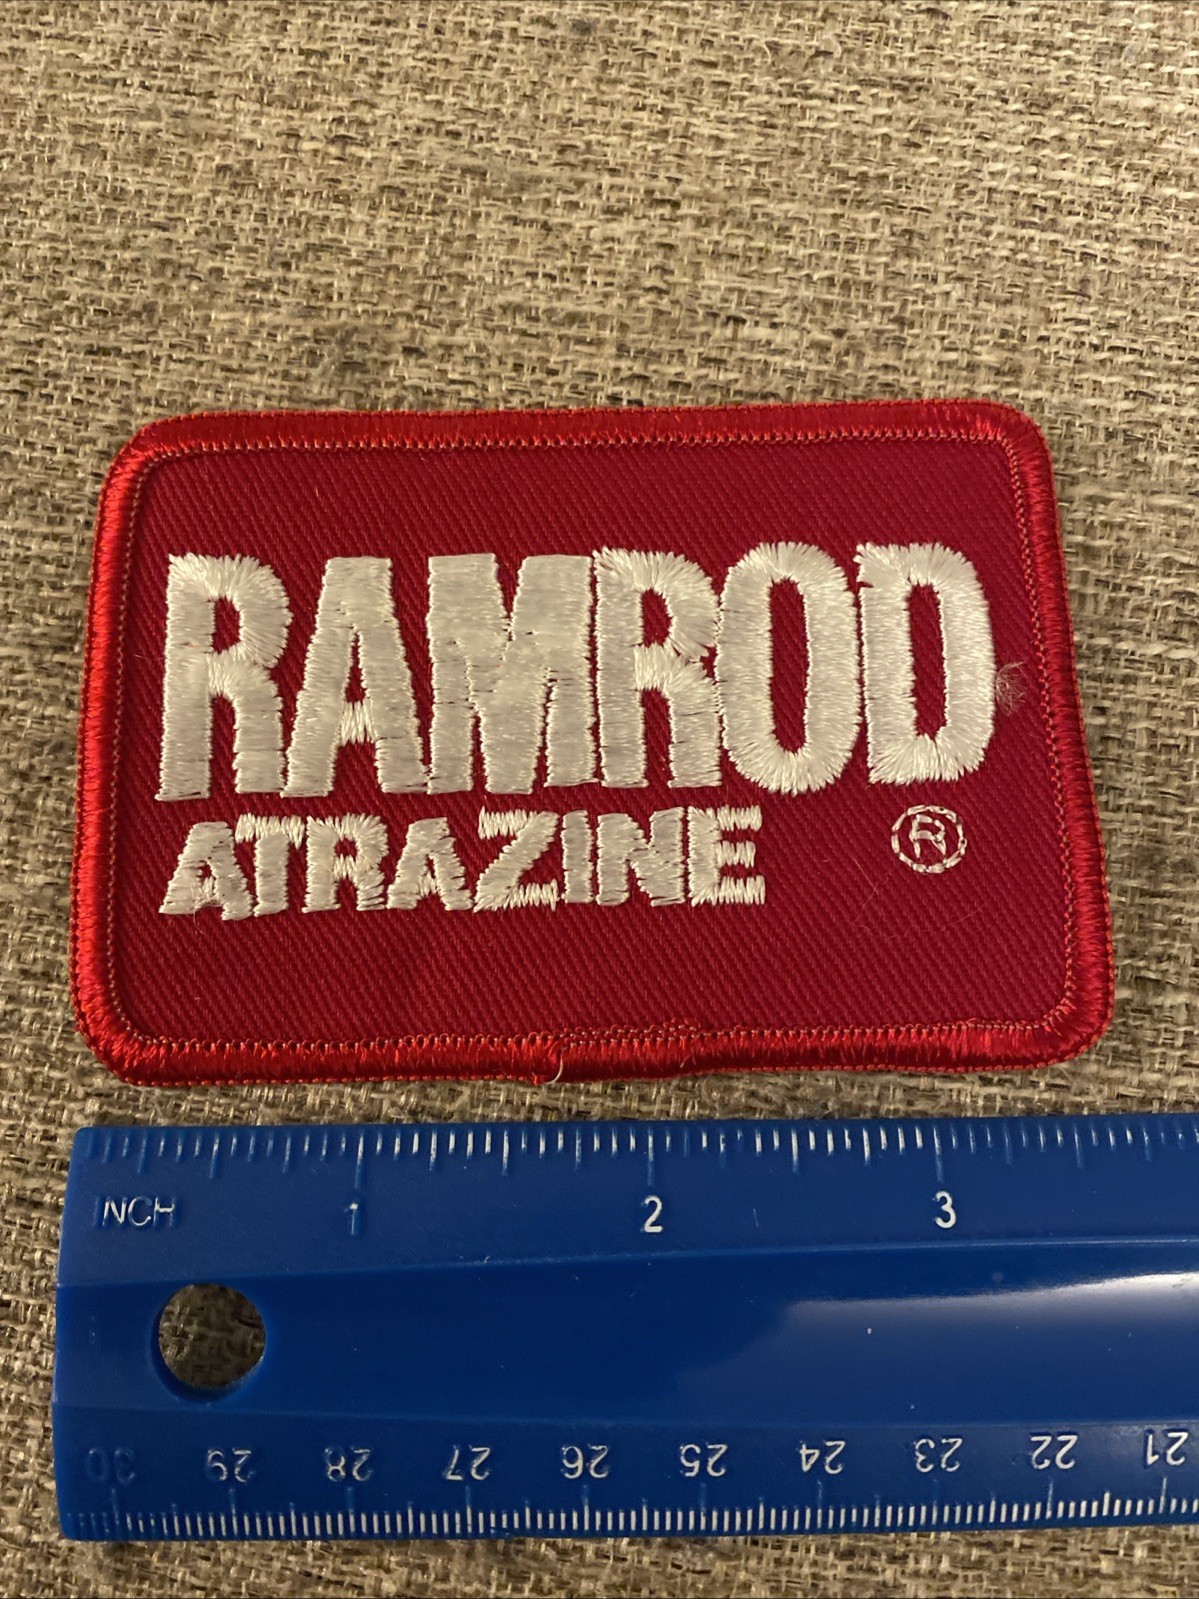 RAMROD
ATRAZINE ®
INCH 1 2 3
30 29 28 27 26 25 24 23 22 21